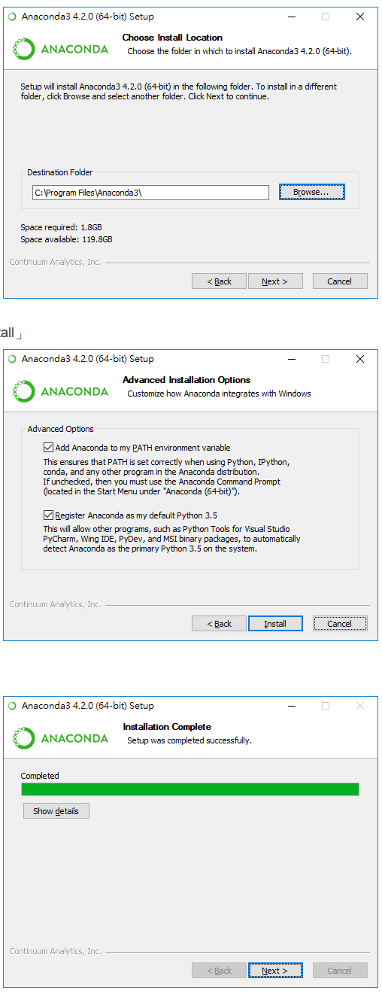 Anaconda3 4.2.0 (64-bit) Setup
ANACONDA
Choose Install Location
Choose the folder in which to install Anaconda3 4.2.0 (64-bit).
Setup will install Anaconda3 4.2.0 (64-bit) in the following folder. To install in a different
folder, click Browse and select another folder. Click Next to continue.
Destination Folder
C:\Program Files\Anaconda3\
Browse...
Space required: 1.8GB
Space available: 119.8GB
Continuum Analytics, Inc.
< Back
Next >
Cancel
tall」
Anaconda3 4.2.0 (64-bit) Setup
ANACONDA
Advanced Installation Options
Customize how Anaconda integrates with Windows
Advanced Options
Add Anaconda to my PATH environment variable
This ensures that PATH is set correctly when using Python, IPython,
conda, and any other program in the Anaconda distribution.
If unchecked, then you must use the Anaconda Command Prompt
(located in the Start Menu under "Anaconda (64-bit)").
Register Anaconda as my default Python 3.5
This will allow other programs, such as Python Tools for Visual Studio
PyCharm, Wing IDE, PyDev, and MSI binary packages, to automatically
detect Anaconda as the primary Python 3.5 on the system.
Continuum Analytics, Inc.
< Back
Install
Cancel
Anaconda3 4.2.0 (64-bit) Setup
ANACONDA
Installation Complete
Setup was completed successfully.
Completed
Show details
Continuum Analytics, Inc.
< Back
Next >
Cancel